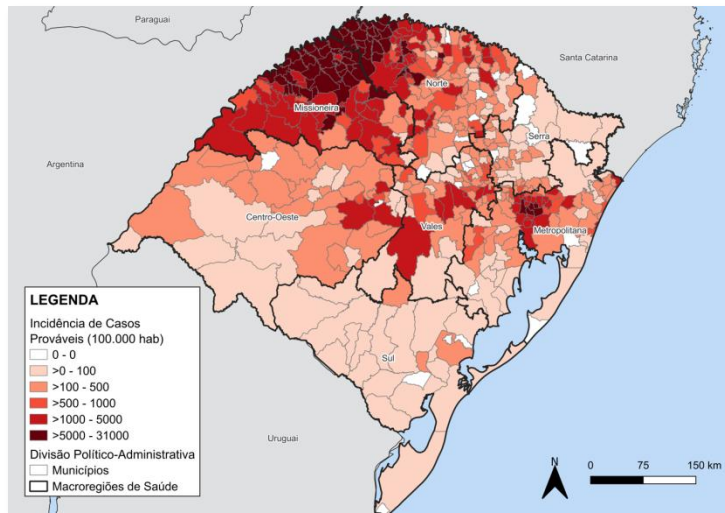 Paraguai
Santa Catarina
Norte
Missioneira
Serra
Argentina
Centro-Oeste
Vales
Metropolitana
Sul
Uruguai
LEGENDA
Incidência de Casos
Prováveis (100.000 hab)
0 - 0
>0 - 100
>100 - 500
>500 - 1000
>1000 - 5000
>5000 - 31000
Divisão Político-Administrativa
Municípios
Macroregiões de Saúde
N
0 75 150 km